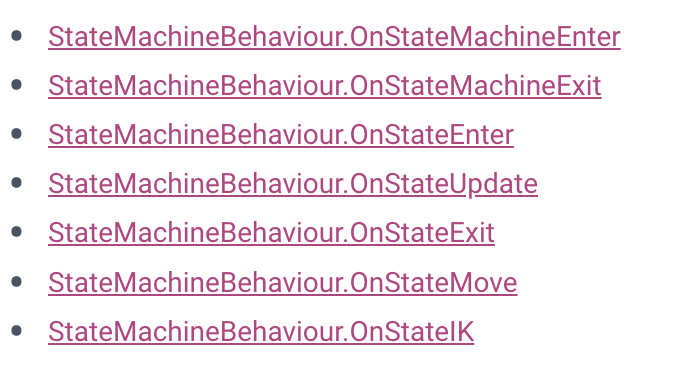 StateMachineBehaviour.OnStateMachineEnter
StateMachineBehaviour.OnStateMachineExit
StateMachineBehaviour.OnStateEnter
StateMachineBehaviour.OnStateUpdate
StateMachineBehaviour.OnStateExit
StateMachineBehaviour.OnStateMove
StateMachineBehaviour.OnStateIK